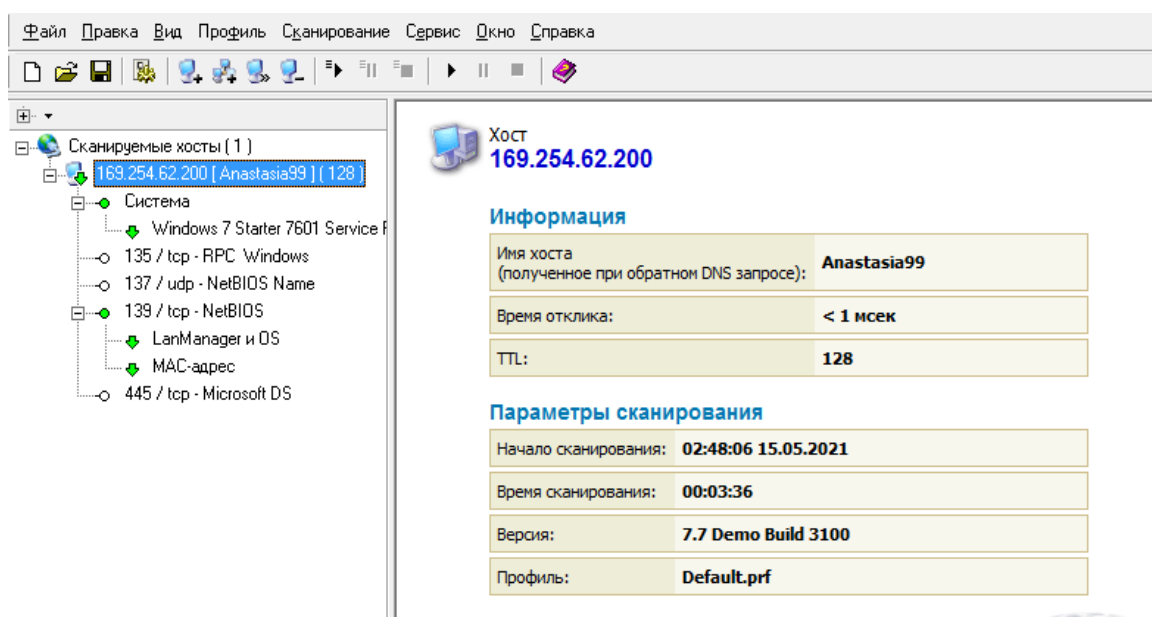 Файл Правка Вид Профиль Сканирование Сервис Окно Справка
Сканируемые хосты ( 1 )
169.254.62.200 [ Anastasia99 ] ( 128 )
Система
Windows 7 Starter 7601 Service
135 / tcp - RPC Windows
137 / udp - NetBIOS Name
139 / tcp - NetBIOS
LanManager и OS
MAC-адрес
445 / tcp - Microsoft DS
Хост
169.254.62.200
Информация
Имя хоста
(полученное при обратном DNS запросе): Anastasia99
Время отклика: < 1 мсек
TTL: 128
Параметры сканирования
Начало сканирования: 02:48:06 15.05.2021
Время сканирования: 00:03:36
Версия: 7.7 Demo Build 3100
Профиль: Default.prf